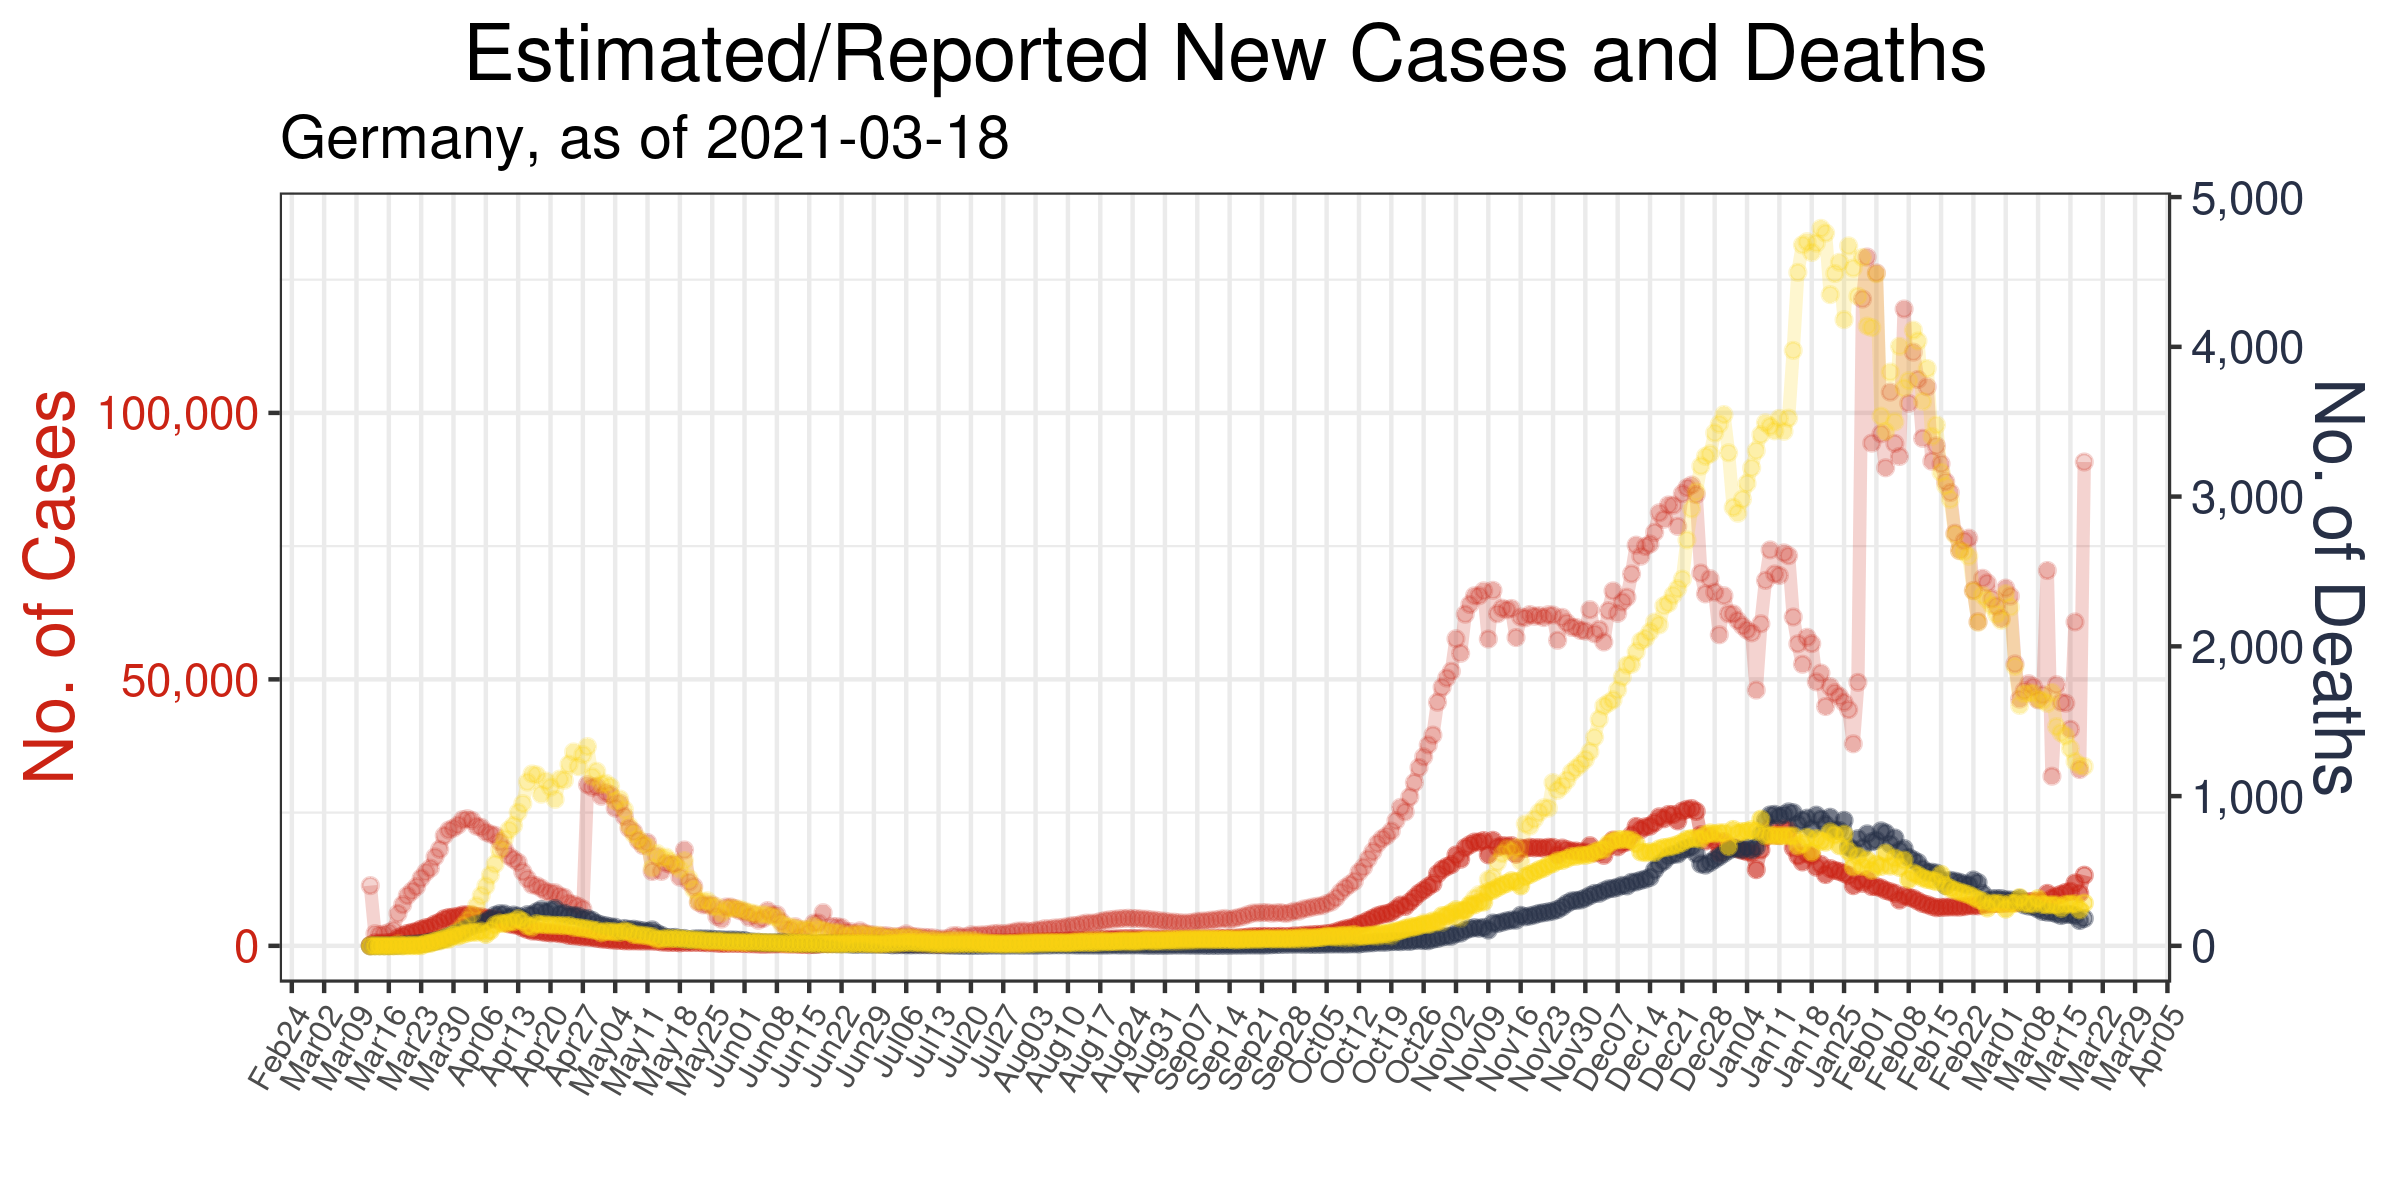 Estimated/Reported New Cases and Deaths
Germany, as of 2021-03-18
No. of Cases
100,000
50,000
0
5,000
4,000
3,000
2,000
1,000
0
No. of Deaths
Feb24
Mar02
Mar09
Mar16
Mar23
Mar30
Apr06
Apr13
Apr20
Apr27
May04
May11
May18
May25
Jun01
Jun08
Jun15
Jun22
Jun29
Jul06
Jul13
Jul20
Jul27
Aug03
Aug10
Aug17
Aug24
Aug31
Sep07
Sep14
Sep21
Sep28
Oct05
Oct12
Oct19
Oct26
Nov02
Nov09
Nov16
Nov23
Nov30
Dec07
Dec14
Dec21
Dec28
Jan04
Jan11
Jan18
Jan25
Feb01
Feb08
Feb15
Feb22
Mar01
Mar08
Mar15
Mar22
Mar29
Apr05